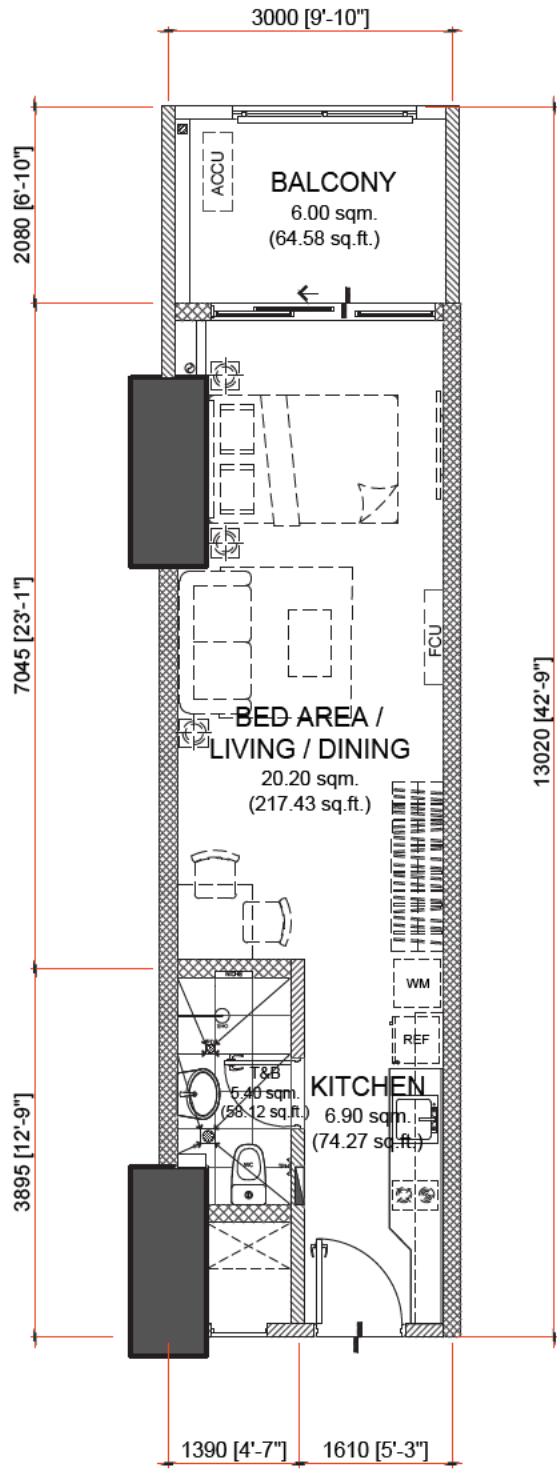 3000 [9'-10"]
2080 [6'-10"]
ACCU
BALCONY
6.00 sqm.
(64.58 sq.ft.)
7045 [23'-1"]
13020 [42'-9"]
FCU
BED AREA /
LIVING / DINING
20.20 sqm.
(217.43 sq.ft.)
WM
REF
T&B
5.40 sqm.
(58.12 sq.ft.)
KITCHEN
6.90 sqm.
(74.27 sq.ft.)
WC
3895 [12'-9"]
1390 [4'-7"]
1610 [5'-3"]